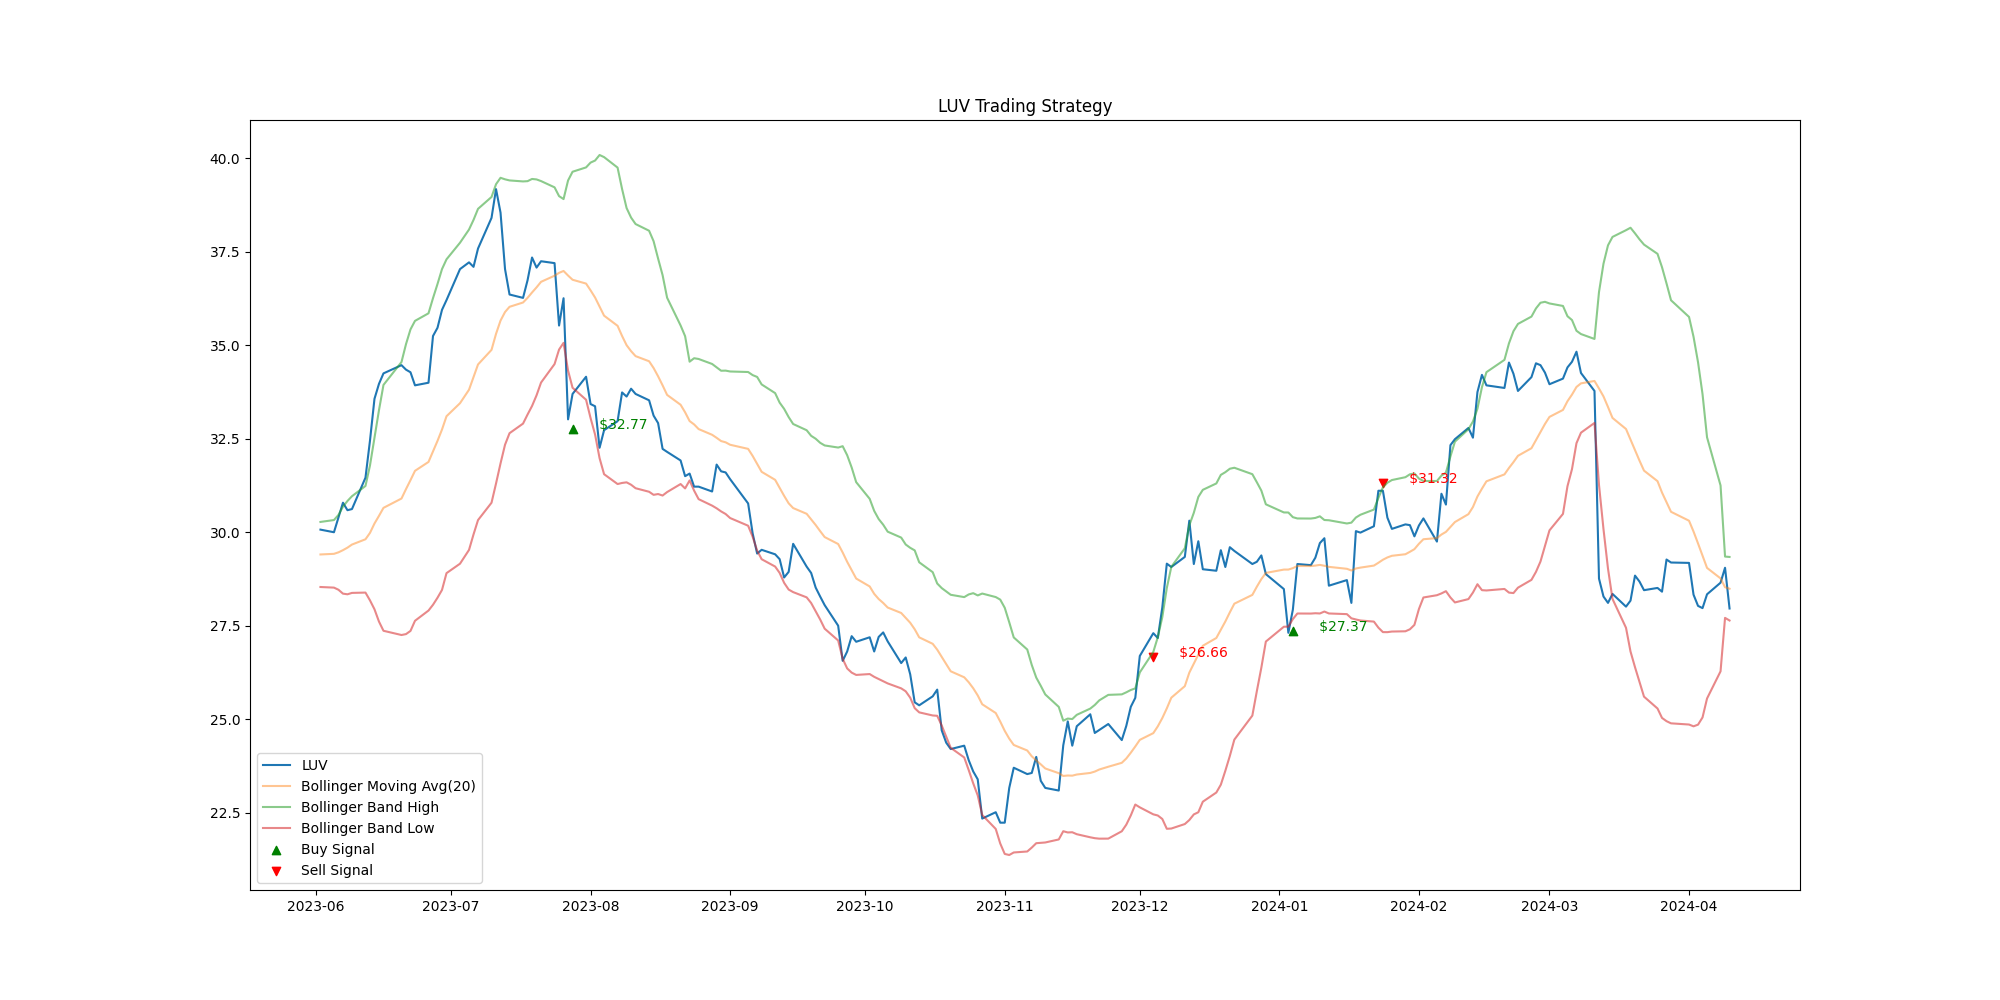 LUV Trading Strategy
40.0
37.5
35.0
32.5
30.0
27.5
25.0
22.5
$32.77
$31.32
$27.37
$26.66
LUV
Bollinger Moving Avg(20)
Bollinger Band High
Bollinger Band Low
Buy Signal
Sell Signal
2023-06 2023-07 2023-08 2023-09 2023-10 2023-11 2023-12 2024-01 2024-02 2024-03 2024-04